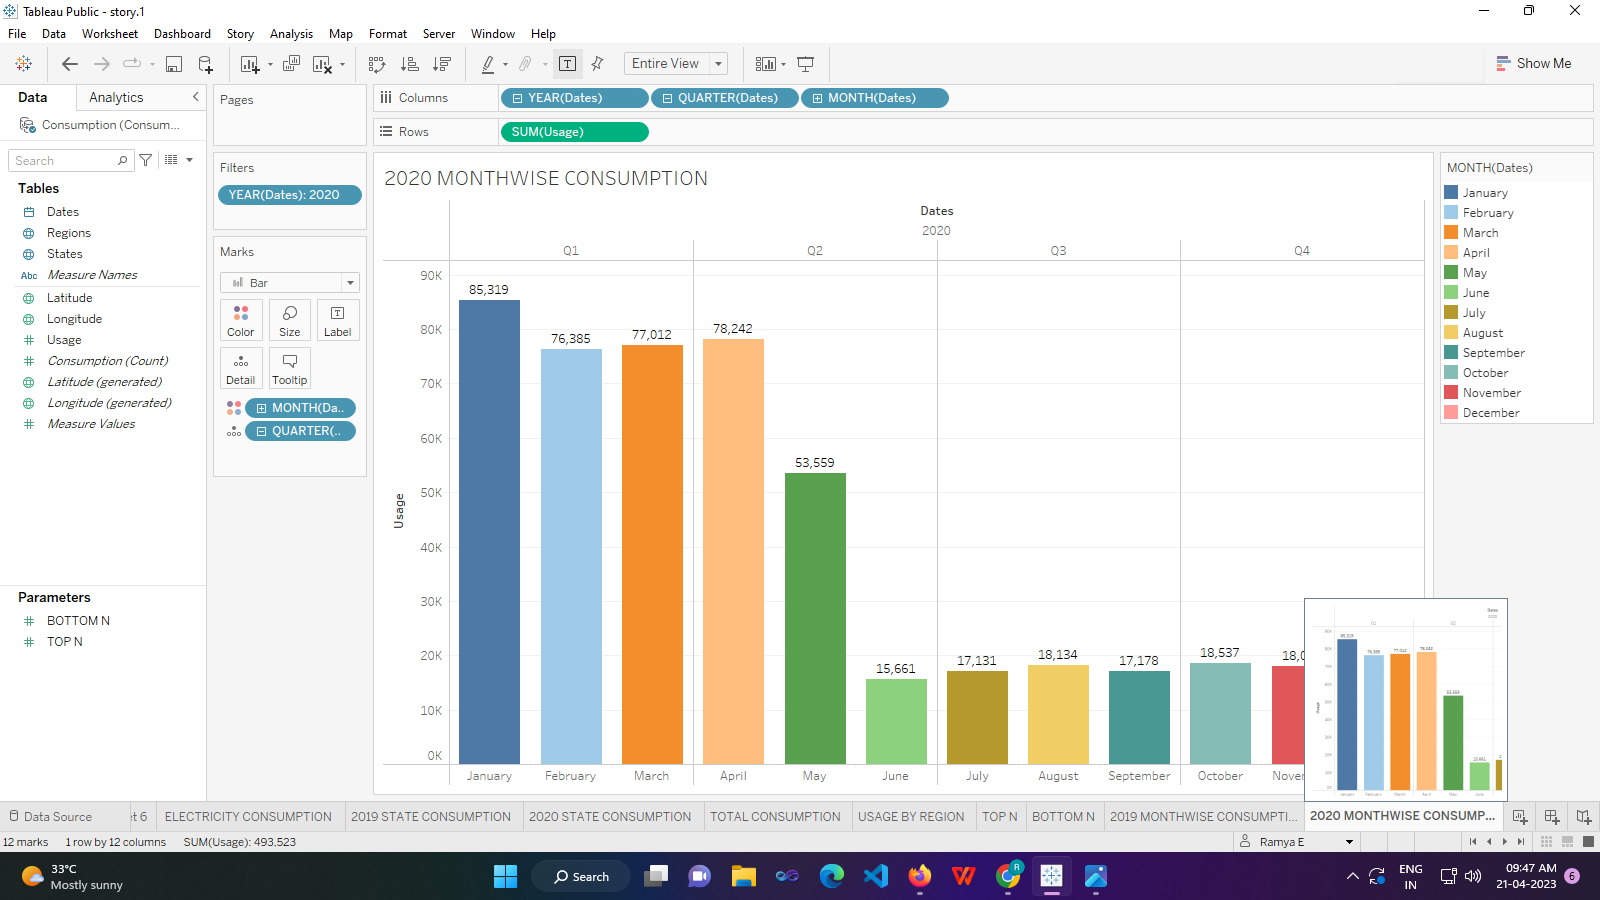 Tableau Public - story.1
File Data Worksheet Dashboard Story Analysis Map Format Server Window Help
Entire View
Show Me
Data Analytics
Consumption (Consum...
Search
Tables
Dates
Regions
States
Abc Measure Names
Latitude
Longitude
Usage
Consumption (Count)
Latitude (generated)
Longitude (generated)
Measure Values
Parameters
BOTTOM N
TOP N
Pages
Filters
YEAR(Dates): 2020
Marks
Bar
Color Size Label
Detail Tooltip
MONTH(Da..
QUARTER(..
Columns YEAR(Dates) QUARTER(Dates) MONTH(Dates)
Rows SUM(Usage)
2020 MONTHWISE CONSUMPTION
Dates
2020
Q1 Q2 Q3 Q4
90K
80K
70K
60K
50K
40K
30K
20K
10K
0K
Usage
85,319
76,385
77,012
78,242
53,559
15,661
17,131
18,134
17,178
18,537
January February March April May June July August September October
MONTH(Dates)
January
February
March
April
May
June
July
August
September
October
November
December
Data Source et 6 ELECTRICITY CONSUMPTION 2019 STATE CONSUMPTION 2020 STATE CONSUMPTION TOTAL CONSUMPTION USAGE BY REGION TOP N BOTTOM N 2019 MONTHWISE CONSUMPTI... 2020 MONTHWISE CONSUMP...
12 marks 1 row by 12 columns SUM(Usage): 493,523 Ramya E
33°C
Mostly sunny
Search
R
ENG
IN
09:47 AM
21-04-2023
6